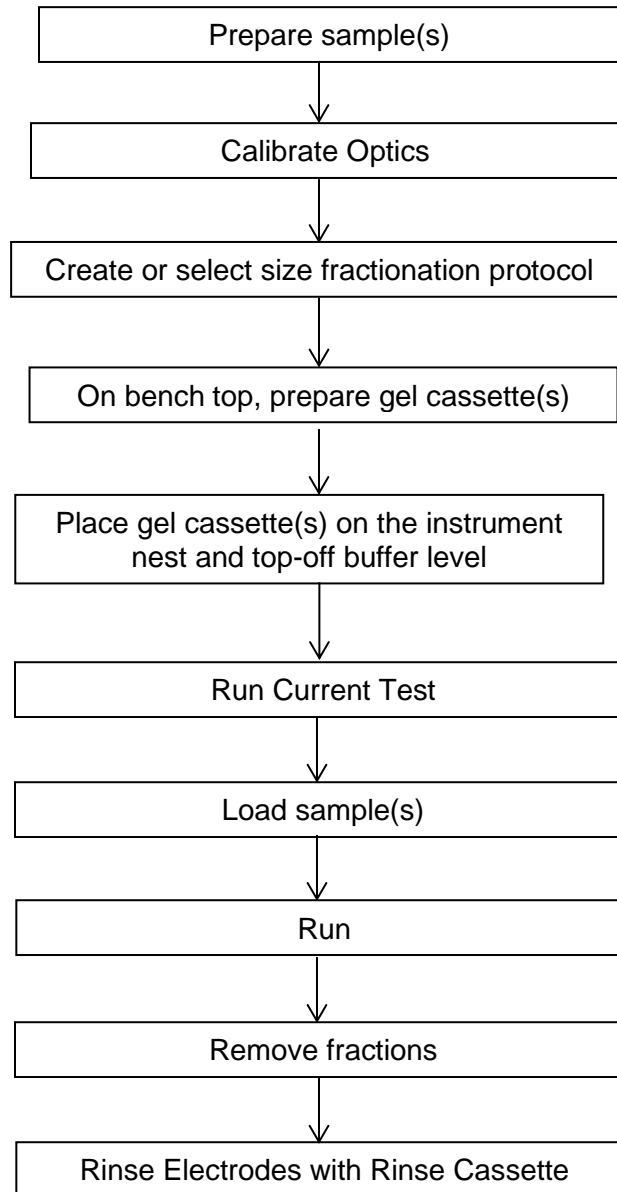 Prepare sample(s)
Calibrate Optics
Create or select size fractionation protocol
On bench top, prepare gel cassette(s)
Place gel cassette(s) on the instrument
nest and top-off buffer level
Run Current Test
Load sample(s)
Run
Remove fractions
Rinse Electrodes with Rinse Cassette